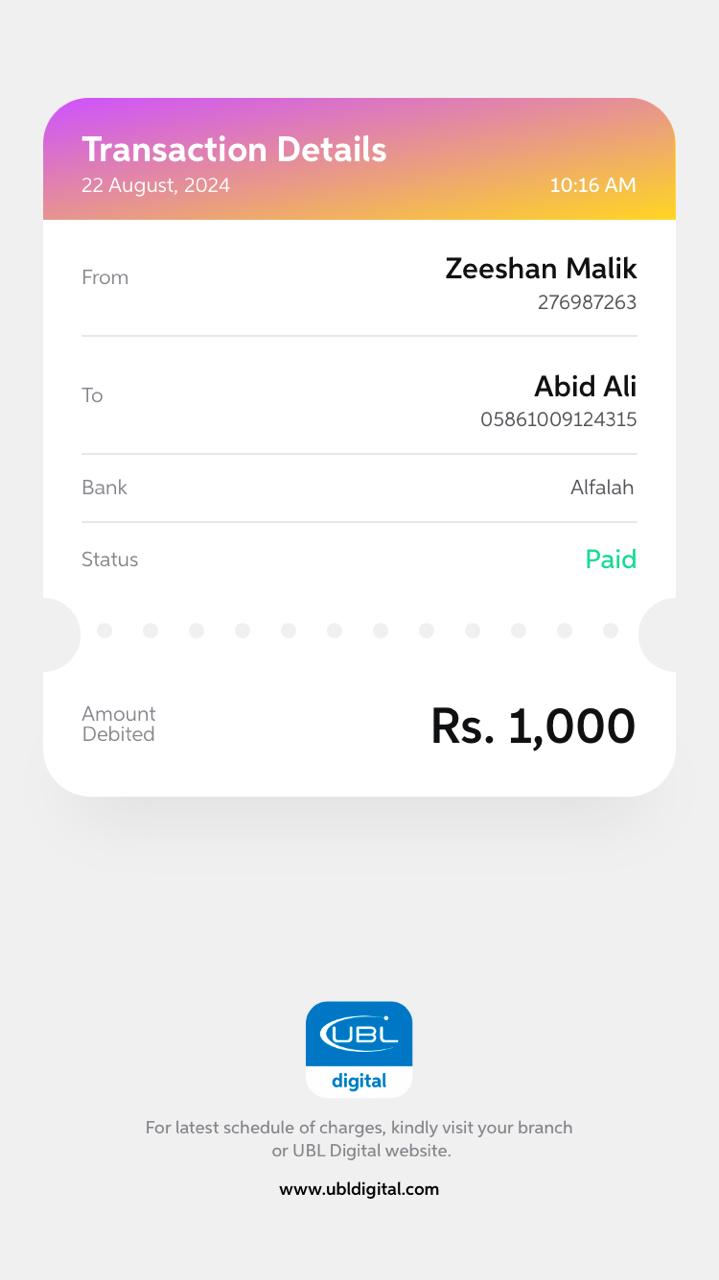 Transaction Details
22 August, 2024 10:16 AM
From Zeeshan Malik
276987263
To Abid Ali
05861009124315
Bank Alfalah
Status Paid
Amount
Debited Rs. 1,000
UBL
digital
For latest schedule of charges, kindly visit your branch
or UBL Digital website.
www.ubldigital.com